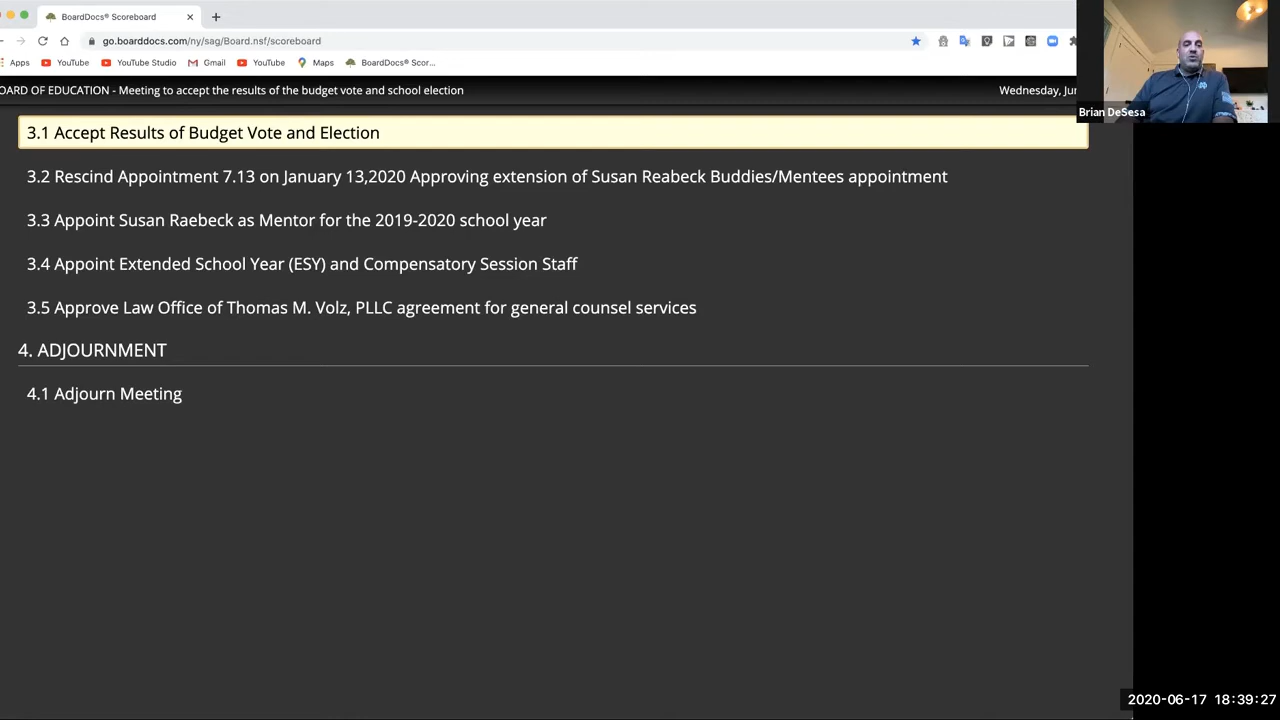 BoardDocs® Scoreboard
go.boarddocs.com/ny/sag/Board.nsf/scoreboard
Apps YouTube YouTube Studio Gmail YouTube Maps BoardDocs® Scor...
OARD OF EDUCATION - Meeting to accept the results of the budget vote and school election
Wednesday, Jun
Brian DeSesa
3.1 Accept Results of Budget Vote and Election
3.2 Rescind Appointment 7.13 on January 13,2020 Approving extension of Susan Reabeck Buddies/Mentees appointment
3.3 Appoint Susan Raebeck as Mentor for the 2019-2020 school year
3.4 Appoint Extended School Year (ESY) and Compensatory Session Staff
3.5 Approve Law Office of Thomas M. Volz, PLLC agreement for general counsel services
4. ADJOURNMENT
4.1 Adjourn Meeting
2020-06-17 18:39:27